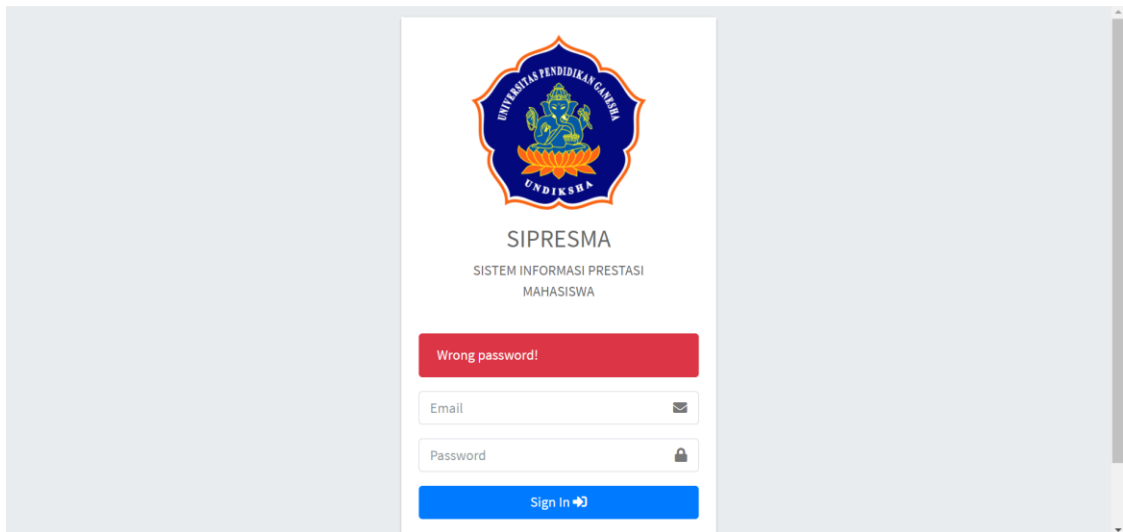 UNIVERSITAS PENDIDIKAN GANESHA
UNDIKSHA
SIPRESMA
SISTEM INFORMASI PRESTASI
MAHASISWA
Wrong password!
Email
Password
Sign In